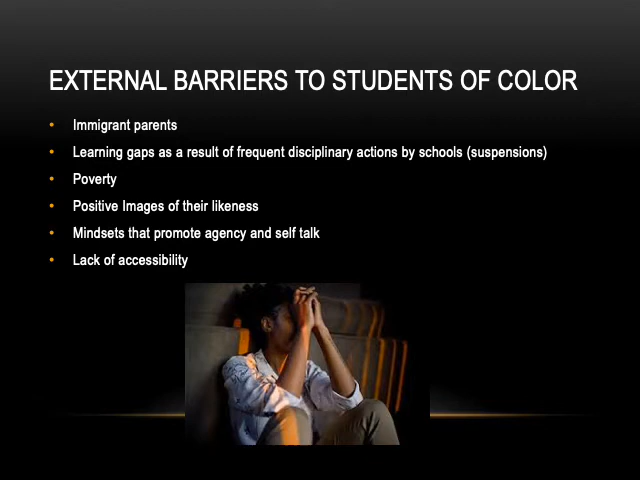 EXTERNAL BARRIERS TO STUDENTS OF COLOR
• Immigrant parents
• Learning gaps as a result of frequent disciplinary actions by schools (suspensions)
• Poverty
• Positive Images of their likeness
• Mindsets that promote agency and self talk
• Lack of accessibility